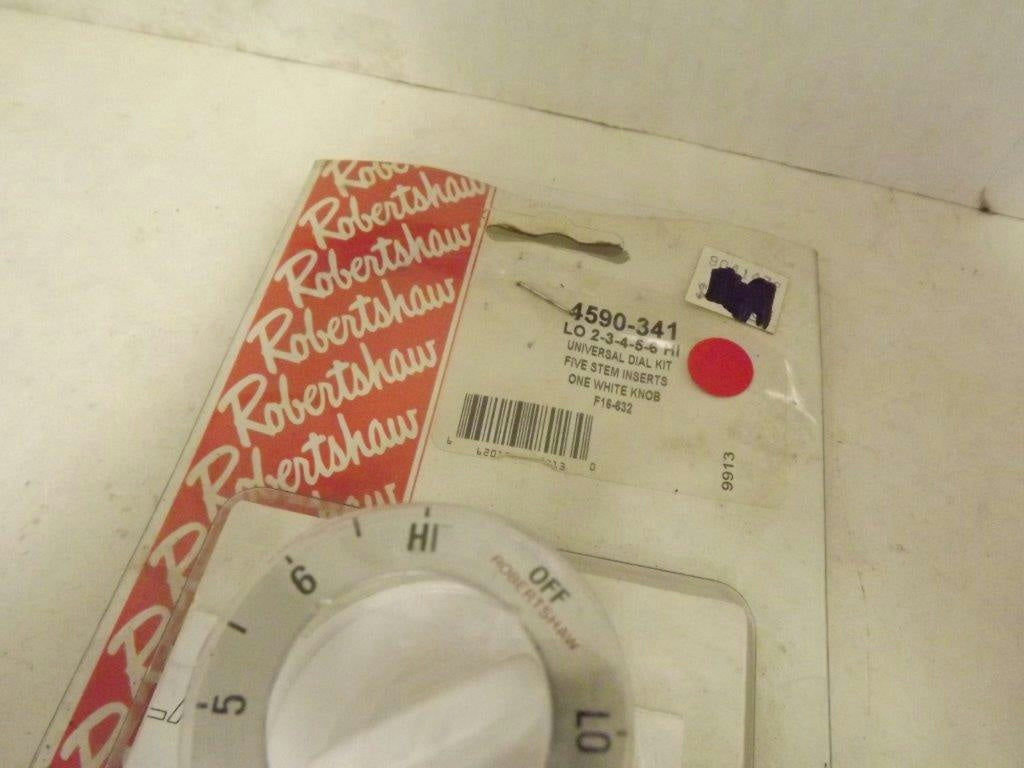 Robertshaw
Robertshaw
Robertshaw
Robertshaw
Robertshaw
4590-341
LO 2-3-4-5-6 HI
UNIVERSAL DIAL KIT
FIVE STEM INSERTS
ONE WHITE KNOB
F16-632
9913
HI
OFF
ROBERTSHAW
6
5
LO